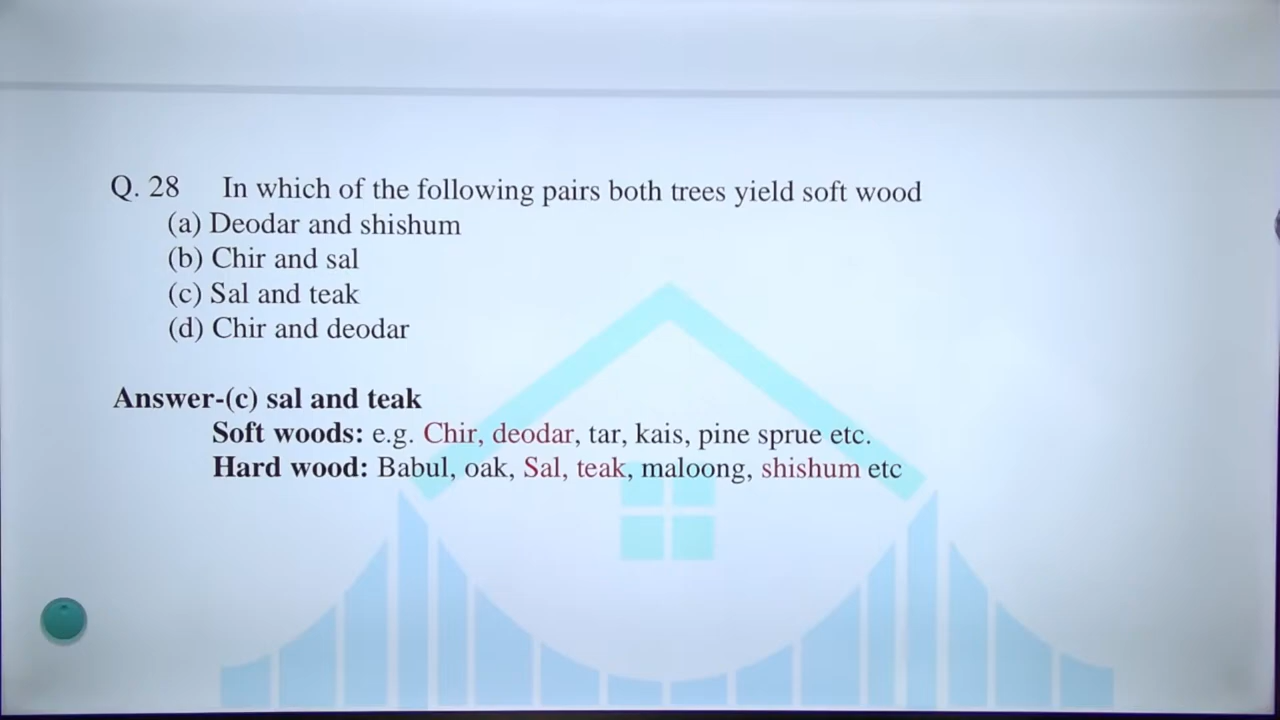 Q. 28 In which of the following pairs both trees yield soft wood
(a) Deodar and shishum
(b) Chir and sal
(c) Sal and teak
(d) Chir and deodar
Answer-(c) sal and teak
Soft woods: e.g. Chir, deodar, tar, kais, pine sprue etc.
Hard wood: Babul, oak, Sal, teak, maloong, shishum etc